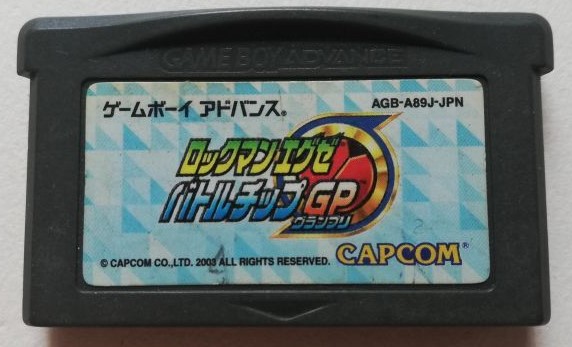 GAME BOY ADVANCE
ゲームボーイ アドバンス® AGB-A89J-JPN
ロックマン エグゼ
バトルチップGP
グランプリ
CAPCOM®
© CAPCOM CO., LTD. 2003 ALL RIGHTS RESERVED.